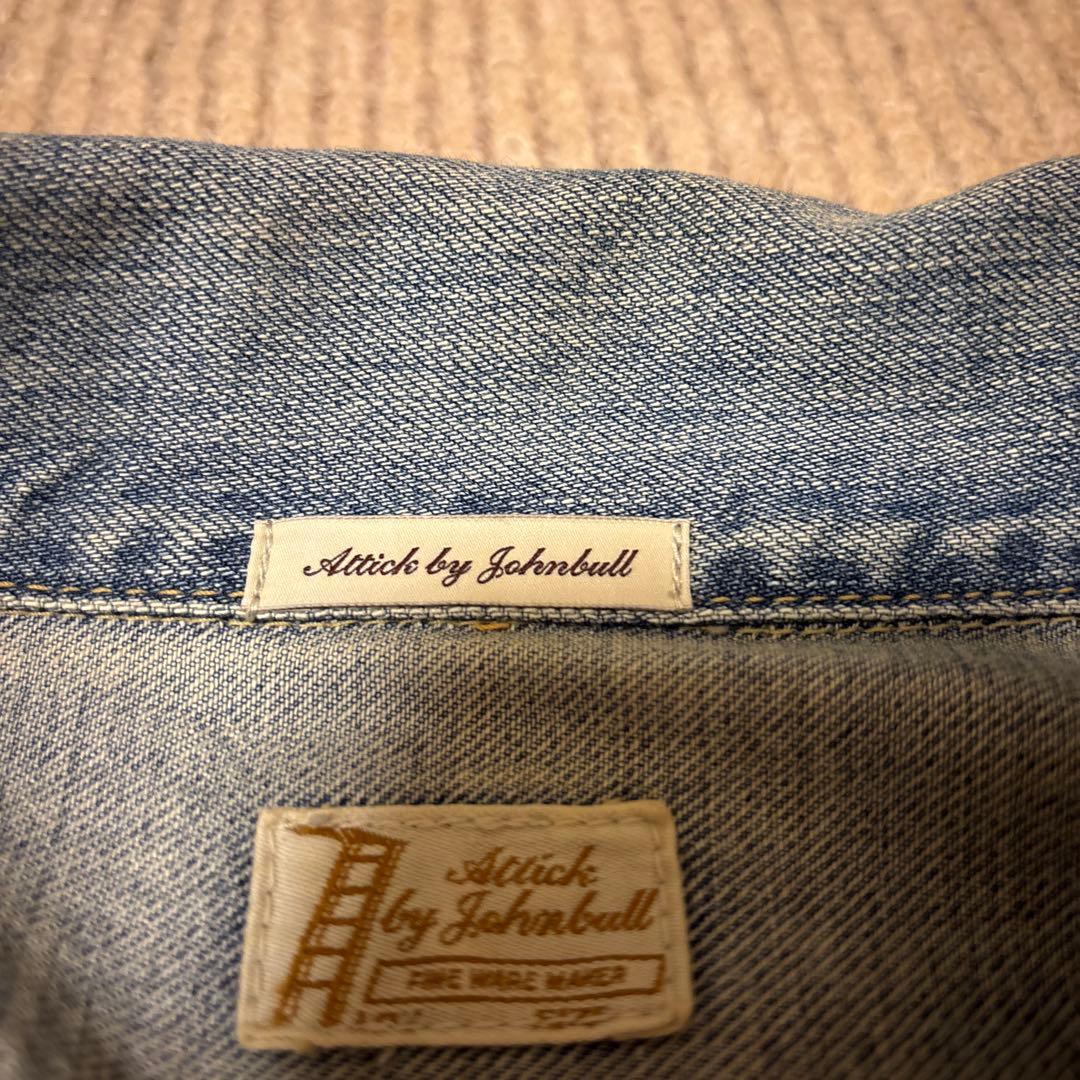 Attick by Johnbull
Attick
by Johnbull
FINE WARE MAKER